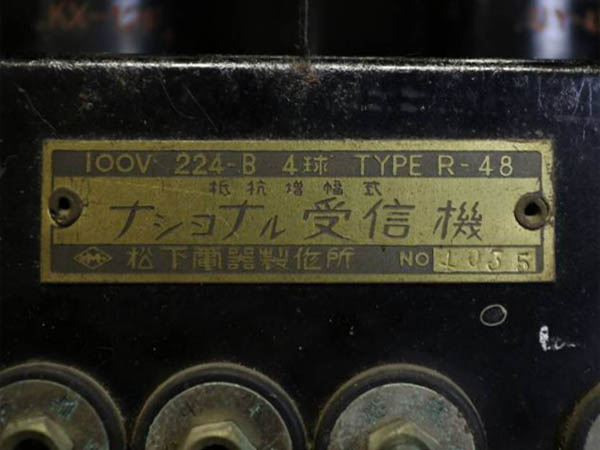 100V 224-B 4球 TYPE R-48
抵抗増幅式
ナショナル受信機
松下電器製作所 NO 1035